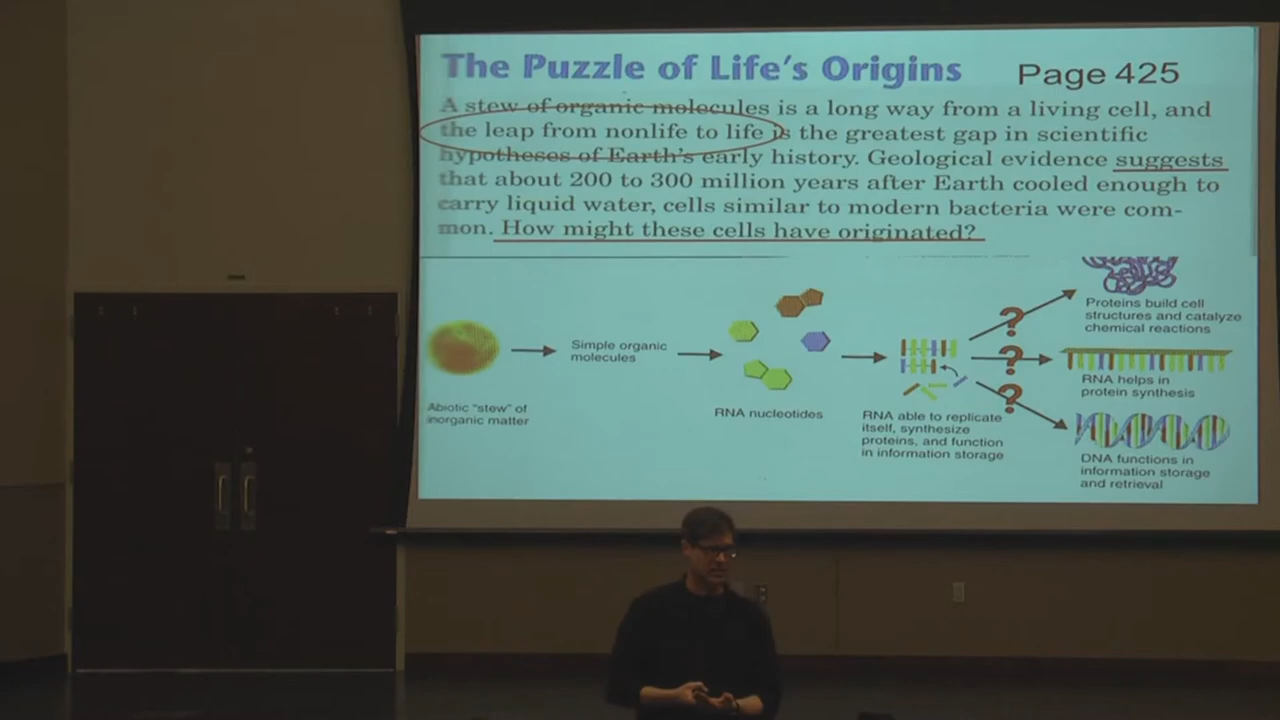 The Puzzle of Life's Origins
Page 425
A stew of organic molecules is a long way from a living cell, and
the leap from nonlife to life is the greatest gap in scientific
hypotheses of Earth's early history. Geological evidence suggests
that about 200 to 300 million years after Earth cooled enough to
carry liquid water, cells similar to modern bacteria were com-
mon. How might these cells have originated?
Abiotic "stew" of
inorganic matter
Simple organic
molecules
RNA nucleotides
RNA able to replicate
itself, synthesize
proteins, and function
in information storage
?
?
?
Proteins build cell
structures and catalyze
chemical reactions
RNA helps in
protein synthesis
DNA functions in
information storage
and retrieval